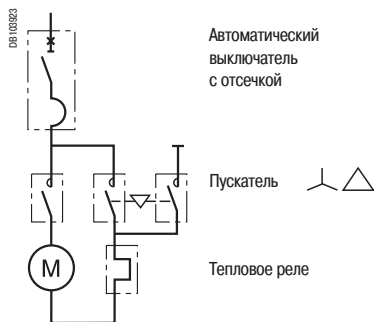 DB103923
Автоматический
выключатель
с отсечкой
Пускатель
Тепловое реле
M